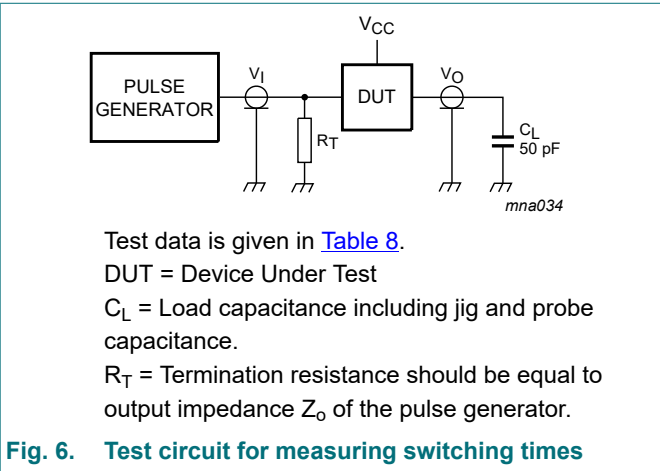 VCC
PULSE
GENERATOR
VI
DUT
VO
RT
CL
50 pF
mna034
Test data is given in Table 8.
DUT = Device Under Test
CL = Load capacitance including jig and probe
capacitance.
RT = Termination resistance should be equal to
output impedance Zo of the pulse generator.
Fig. 6. Test circuit for measuring switching times